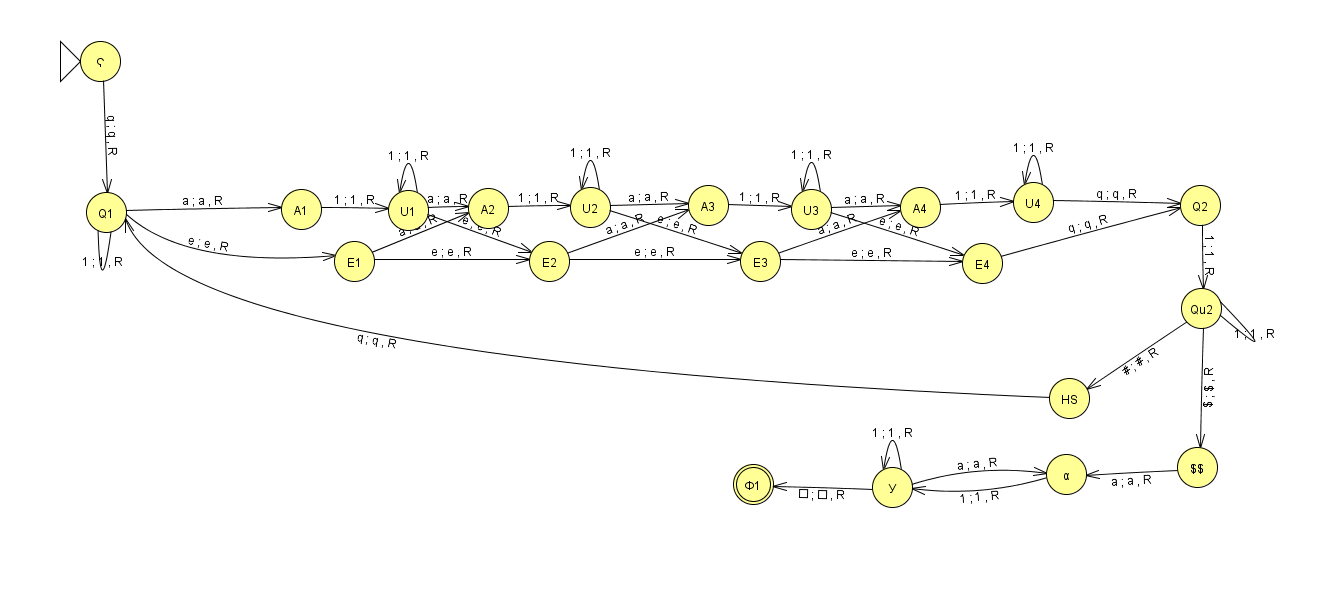 ς
q ; q , R
1 ; 1 , R
1 ; 1 , R
1 ; 1 , R
1 ; 1 , R
Q1
a ; a , R
A1
1 ; 1 , R
U1
a ; a , R
A2
1 ; 1 , R
U2
a ; a , R
A3
1 ; 1 , R
U3
a ; a , R
A4
1 ; 1 , R
U4
q ; q , R
Q2
a ; a , R
e ; e , R
a ; a , R
e ; e , R
a ; a , R
e ; e , R
q ; q , R
1 ; 1 , R
e ; e , R
E1
e ; e , R
E2
e ; e , R
E3
e ; e , R
E4
1 ; 1 , R
Qu2
1 ; 1 , R
q ; q , R
# ; # , R
$ ; $ , R
HS
1 ; 1 , R
Ф1
□ ; □ , R
У
a ; a , R
1 ; 1 , R
α
a ; a , R
$$